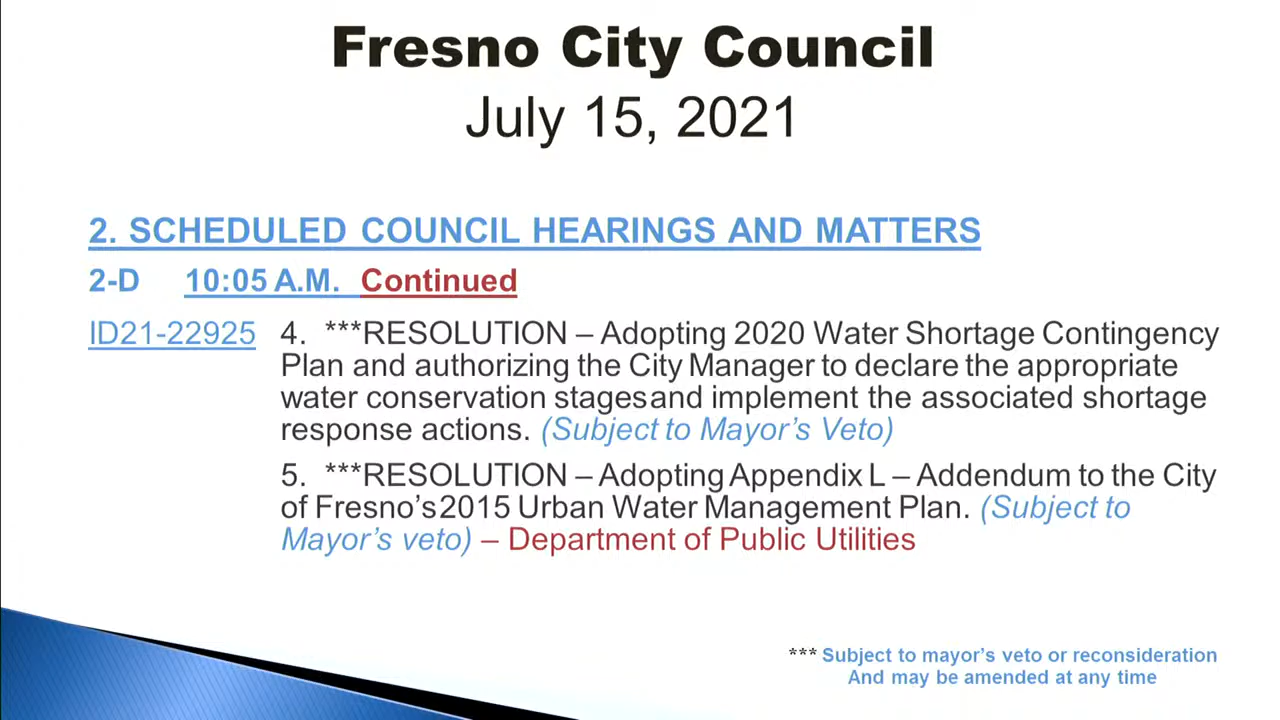 Fresno City Council
July 15, 2021
2. SCHEDULED COUNCIL HEARINGS AND MATTERS
2-D 10:05 A.M. Continued
ID21-22925 4. ***RESOLUTION – Adopting 2020 Water Shortage Contingency
Plan and authorizing the City Manager to declare the appropriate
water conservation stages and implement the associated shortage
response actions. (Subject to Mayor's Veto)
5. ***RESOLUTION – Adopting Appendix L – Addendum to the City
of Fresno's 2015 Urban Water Management Plan. (Subject to
Mayor's veto) – Department of Public Utilities
*** Subject to mayor's veto or reconsideration
And may be amended at any time